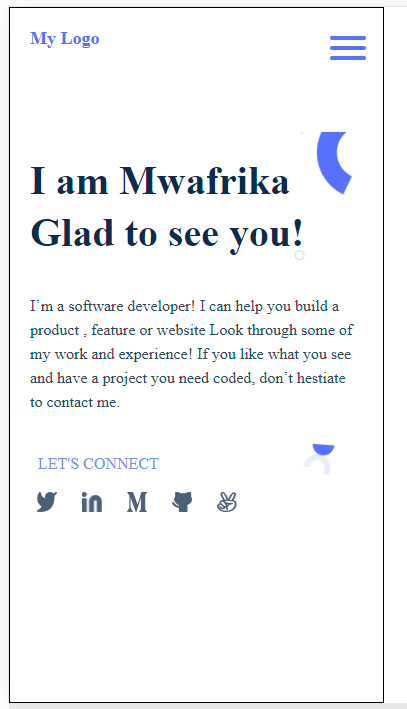 My Logo
I am Mwafrika
Glad to see you!
I’m a software developer! I can help you build a
product , feature or website Look through some of
my work and experience! If you like what you see
and have a project you need coded, don’t hestiate
to contact me.
LET'S CONNECT